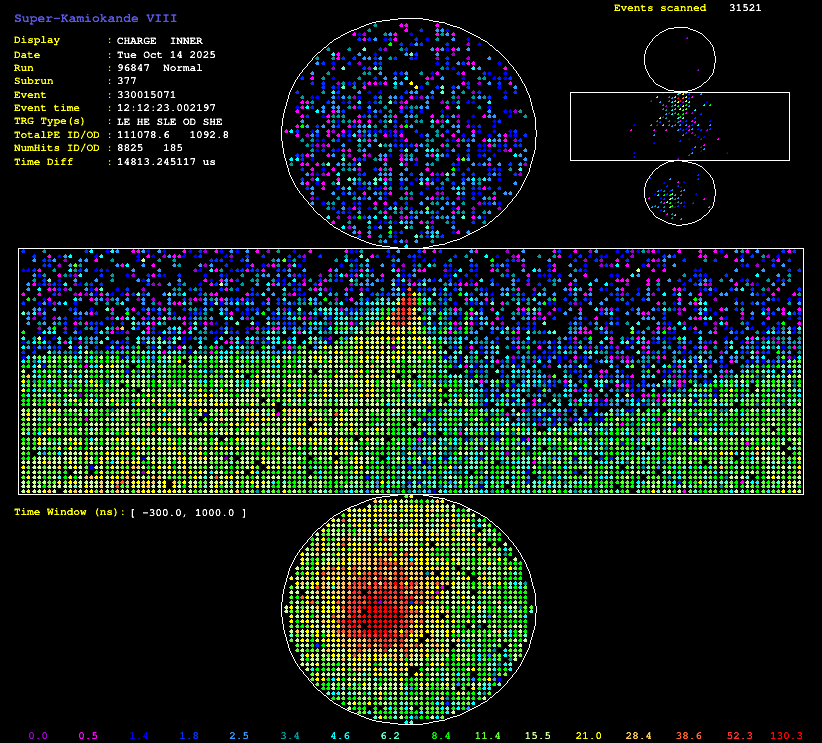 Super-Kamiokande VIII
Events scanned 31521
Display : CHARGE INNER
Date : Tue Oct 14 2025
Run : 96847 Normal
Subrun : 377
Event : 330015071
Event time : 12:12:23.002197
TRG Type(s) : LE HE SLE OD SHE
TotalPE ID/OD : 111078.6 1092.8
NumHits ID/OD : 8825 185
Time Diff : 14813.245117 us
Time Window (ns): [ -300.0, 1000.0 ]
0.0 0.5 1.4 1.8 2.5 3.4 4.6 6.2 8.4 11.4 15.5 21.0 28.4 38.6 52.3 130.3